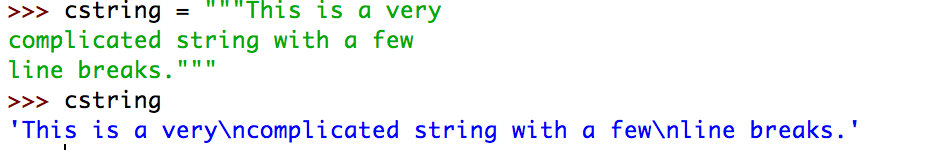 >>> cstring = """This is a very
complicated string with a few
line breaks."""
>>> cstring
'This is a very\ncomplicated string with a few\nline breaks.'